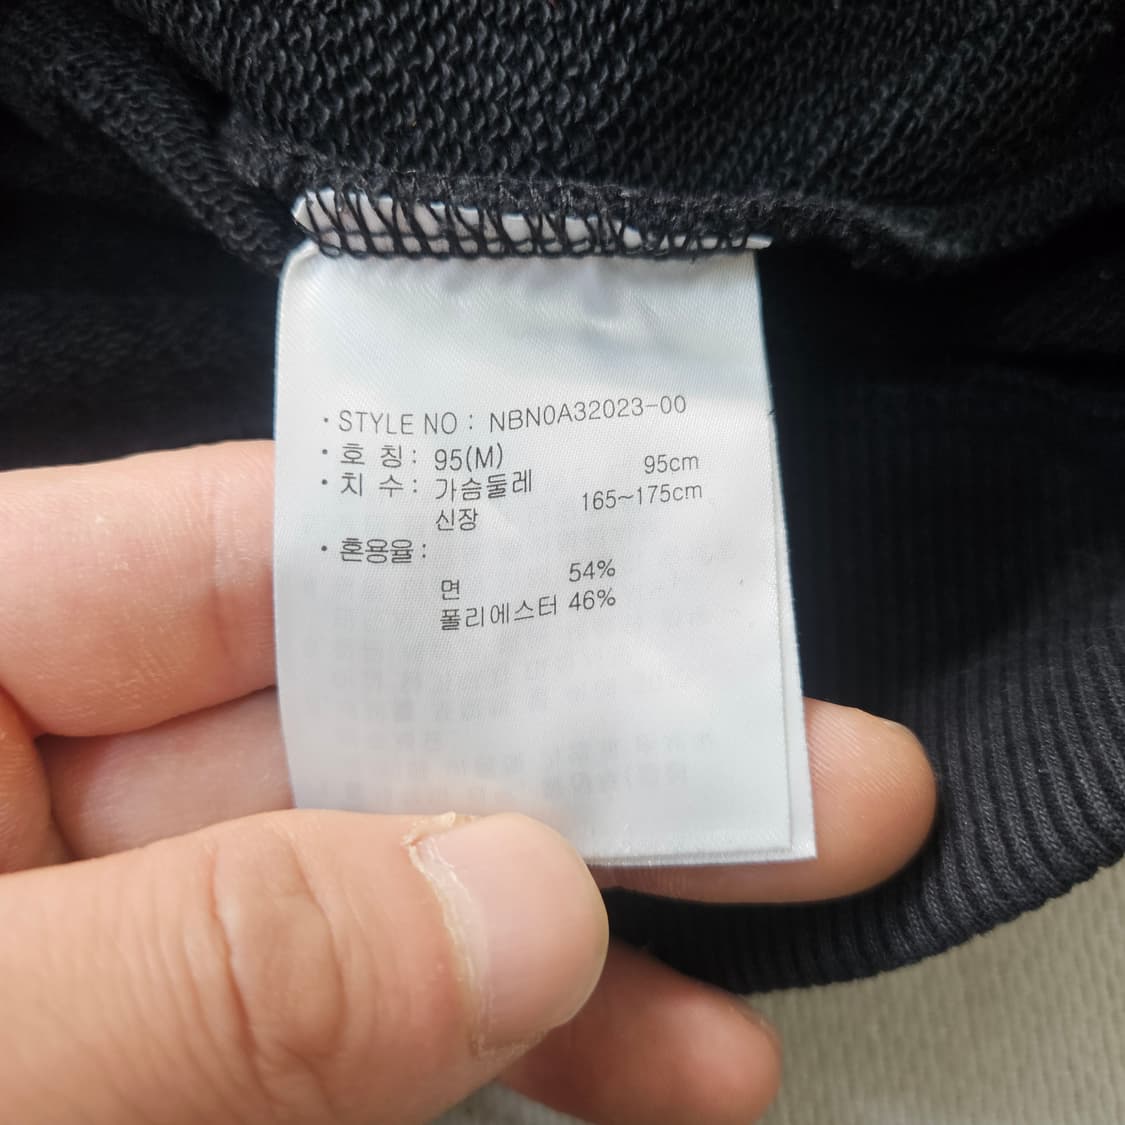 · STYLE NO : NBN0A32023-00
· 호 칭 : 95(M)
· 치 수 : 가슴둘레 95cm
신장 165~175cm
· 혼용율 :
면 54%
폴리에스터 46%